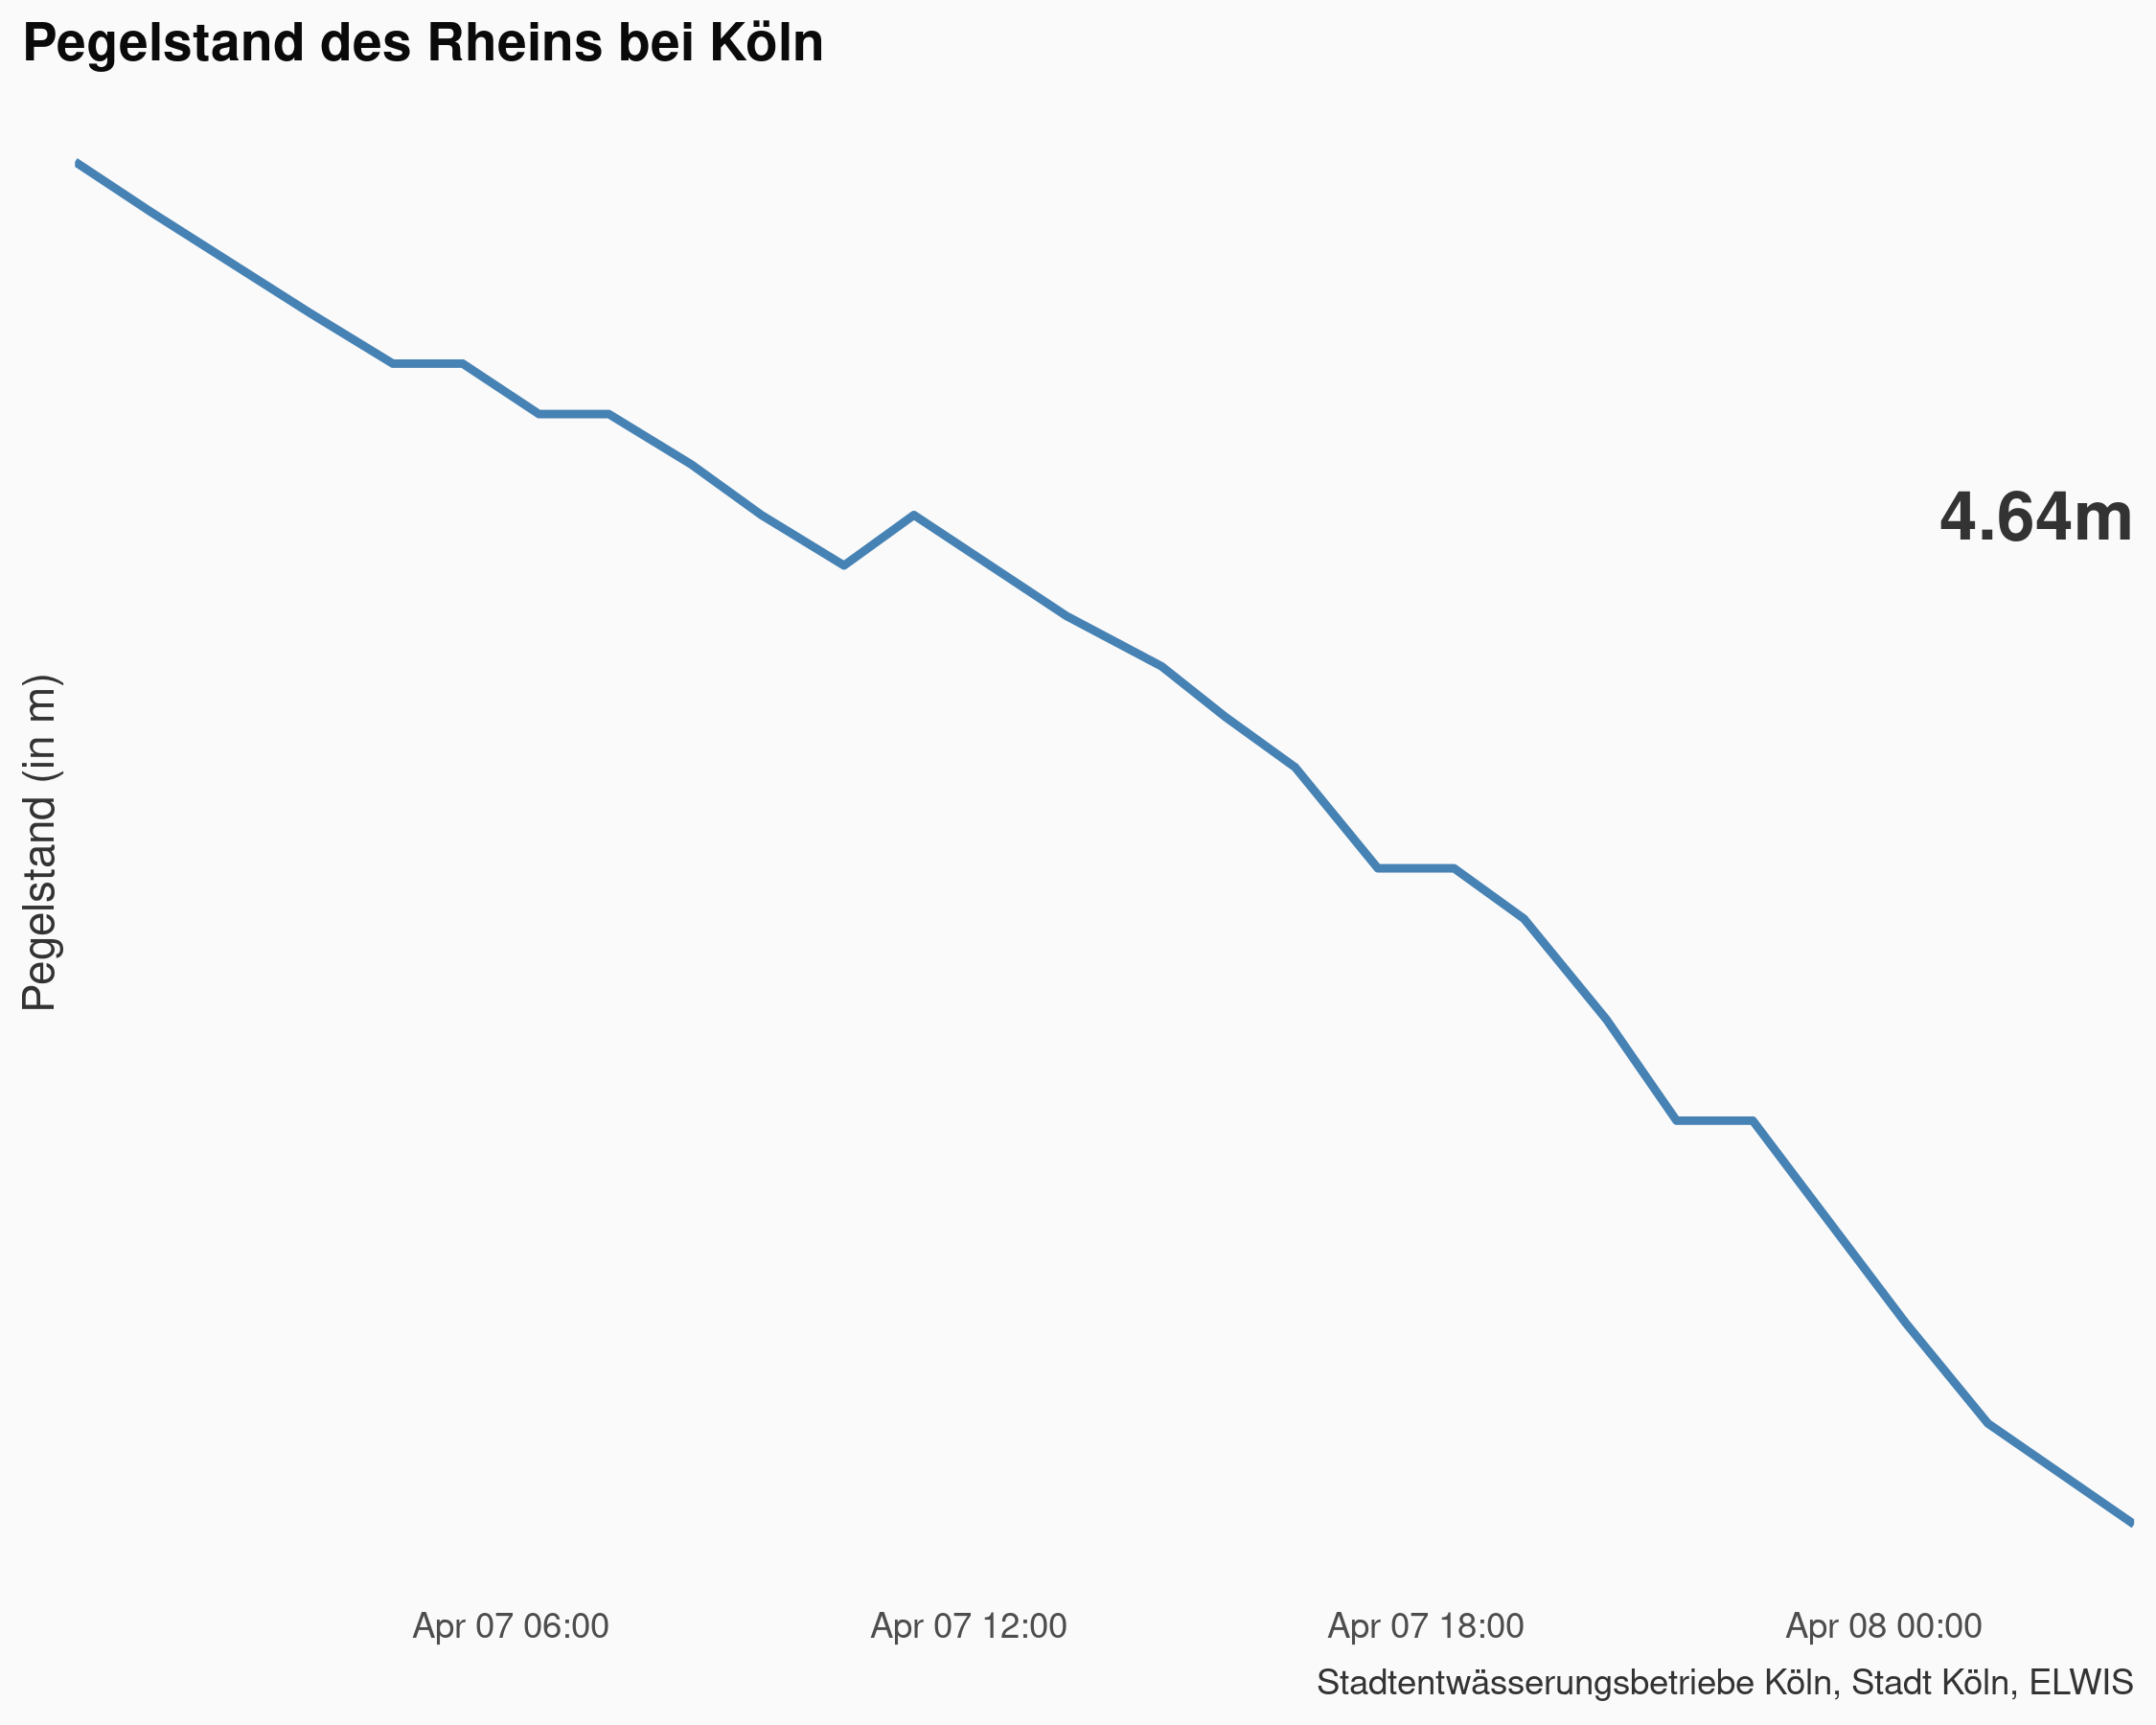 Pegelstand des Rheins bei Köln
4.64m
Pegelstand (in m)
Apr 07 06:00
Apr 07 12:00
Apr 07 18:00
Apr 08 00:00
Stadtentwässerungsbetriebe Köln, Stadt Köln, ELWIS